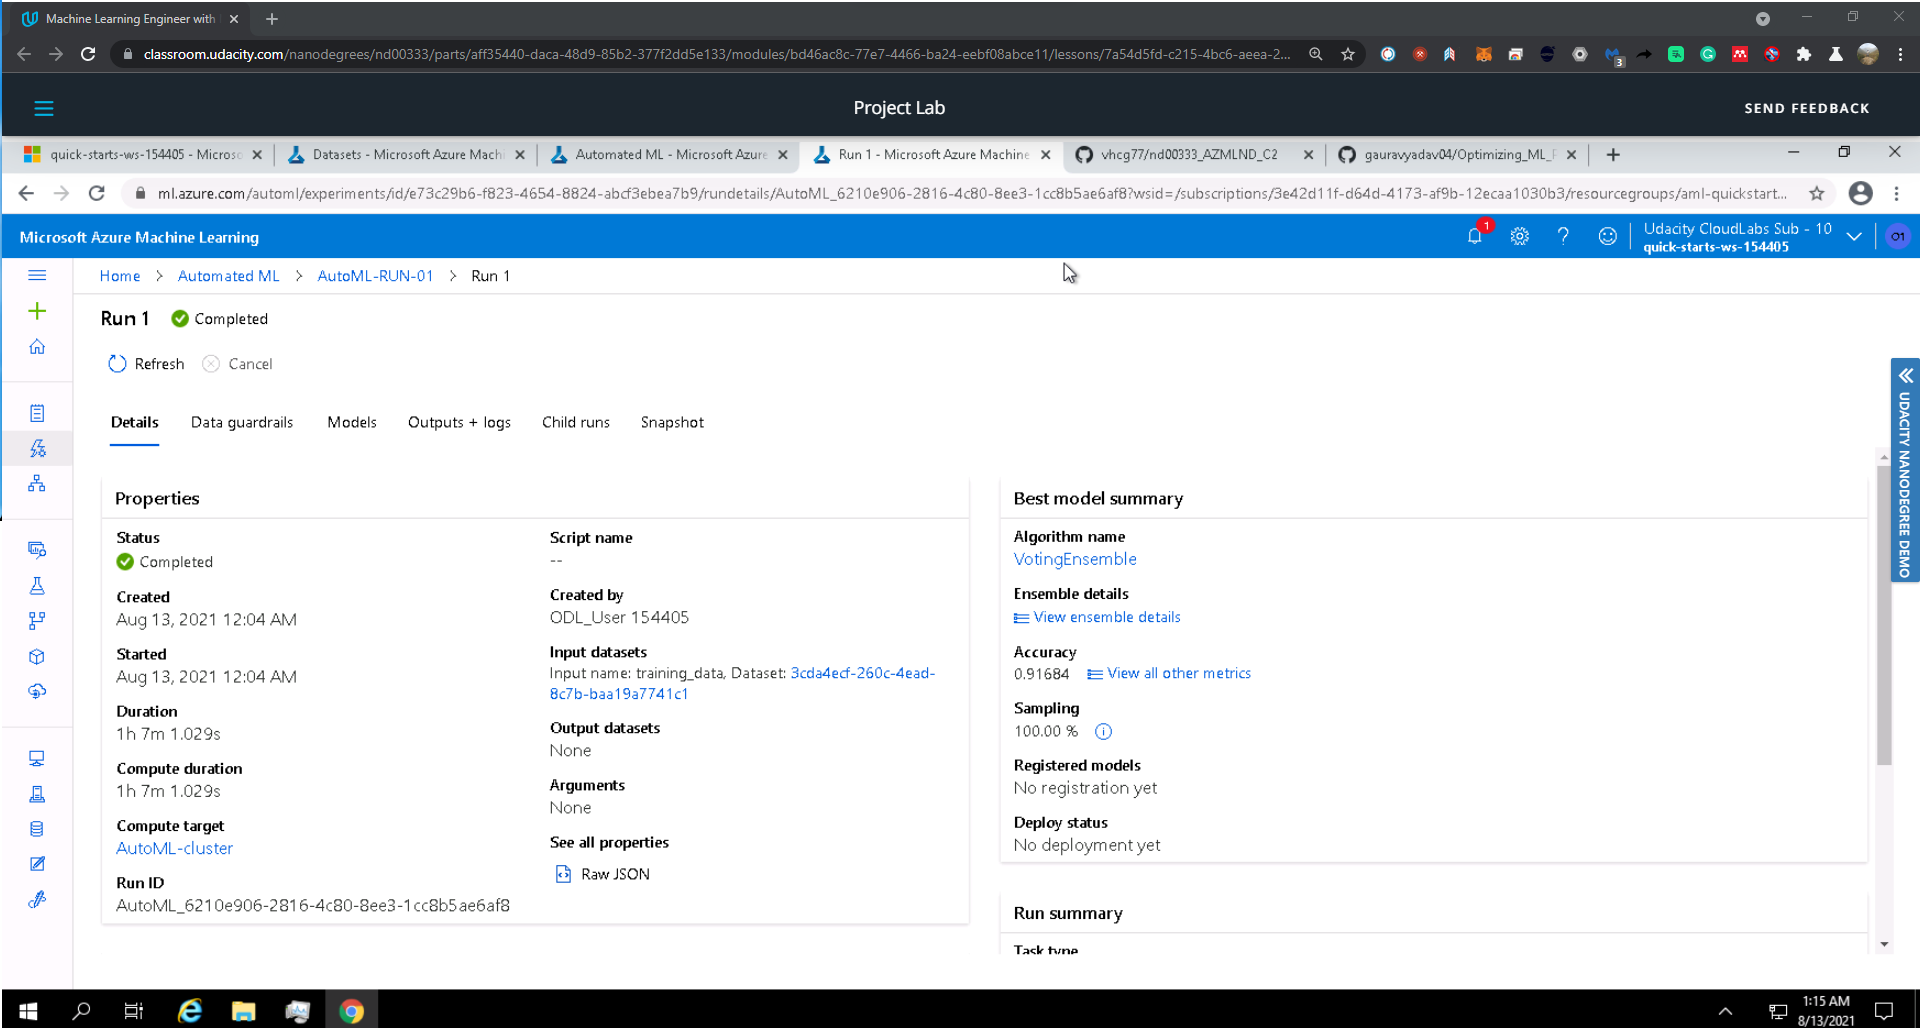 Machine Learning Engineer with
classroom.udacity.com/nanodegrees/nd00333/parts/aff35440-daca-48d9-85b2-377f2dd5e133/modules/bd46ac8c-77e7-4466-ba24-eebf08abce11/lessons/7a54d5fd-c215-4bc6-aeea-2...
3
Project Lab
SEND FEEDBACK
quick-starts-ws-154405 - Microso
Datasets - Microsoft Azure Machi
Automated ML - Microsoft Azure
Run 1 - Microsoft Azure Machine
vhcg77/nd00333_AZMLND_C2
gauravyadav04/Optimizing_ML_P
ml.azure.com/automl/experiments/id/e73c29b6-f823-4654-8824-abcf3ebea7b9/rundetails/AutoML_6210e906-2816-4c80-8ee3-1cc8b5ae6af8?wsid=/subscriptions/3e42d11f-d64d-4173-af9b-12ecaa1030b3/resourcegroups/aml-quickstart...
Microsoft Azure Machine Learning
1
Udacity CloudLabs Sub - 10
quick-starts-ws-154405
O1
Home > Automated ML > AutoML-RUN-01 > Run 1
Run 1 Completed
Refresh Cancel
Details Data guardrails Models Outputs + logs Child runs Snapshot
UDACITY NANODEGREE DEMO
Properties
Status
Completed
Created
Aug 13, 2021 12:04 AM
Started
Aug 13, 2021 12:04 AM
Duration
1h 7m 1.029s
Compute duration
1h 7m 1.029s
Compute target
AutoML-cluster
Run ID
AutoML_6210e906-2816-4c80-8ee3-1cc8b5ae6af8
Script name
--
Created by
ODL_User 154405
Input datasets
Input name: training_data, Dataset: 3cda4ecf-260c-4ead-
8c7b-baa19a7741c1
Output datasets
None
Arguments
None
See all properties
Raw JSON
Best model summary
Algorithm name
VotingEnsemble
Ensemble details
View ensemble details
Accuracy
0.91684 View all other metrics
Sampling
100.00 %
Registered models
No registration yet
Deploy status
No deployment yet
Run summary
Task type
1:15 AM
8/13/2021